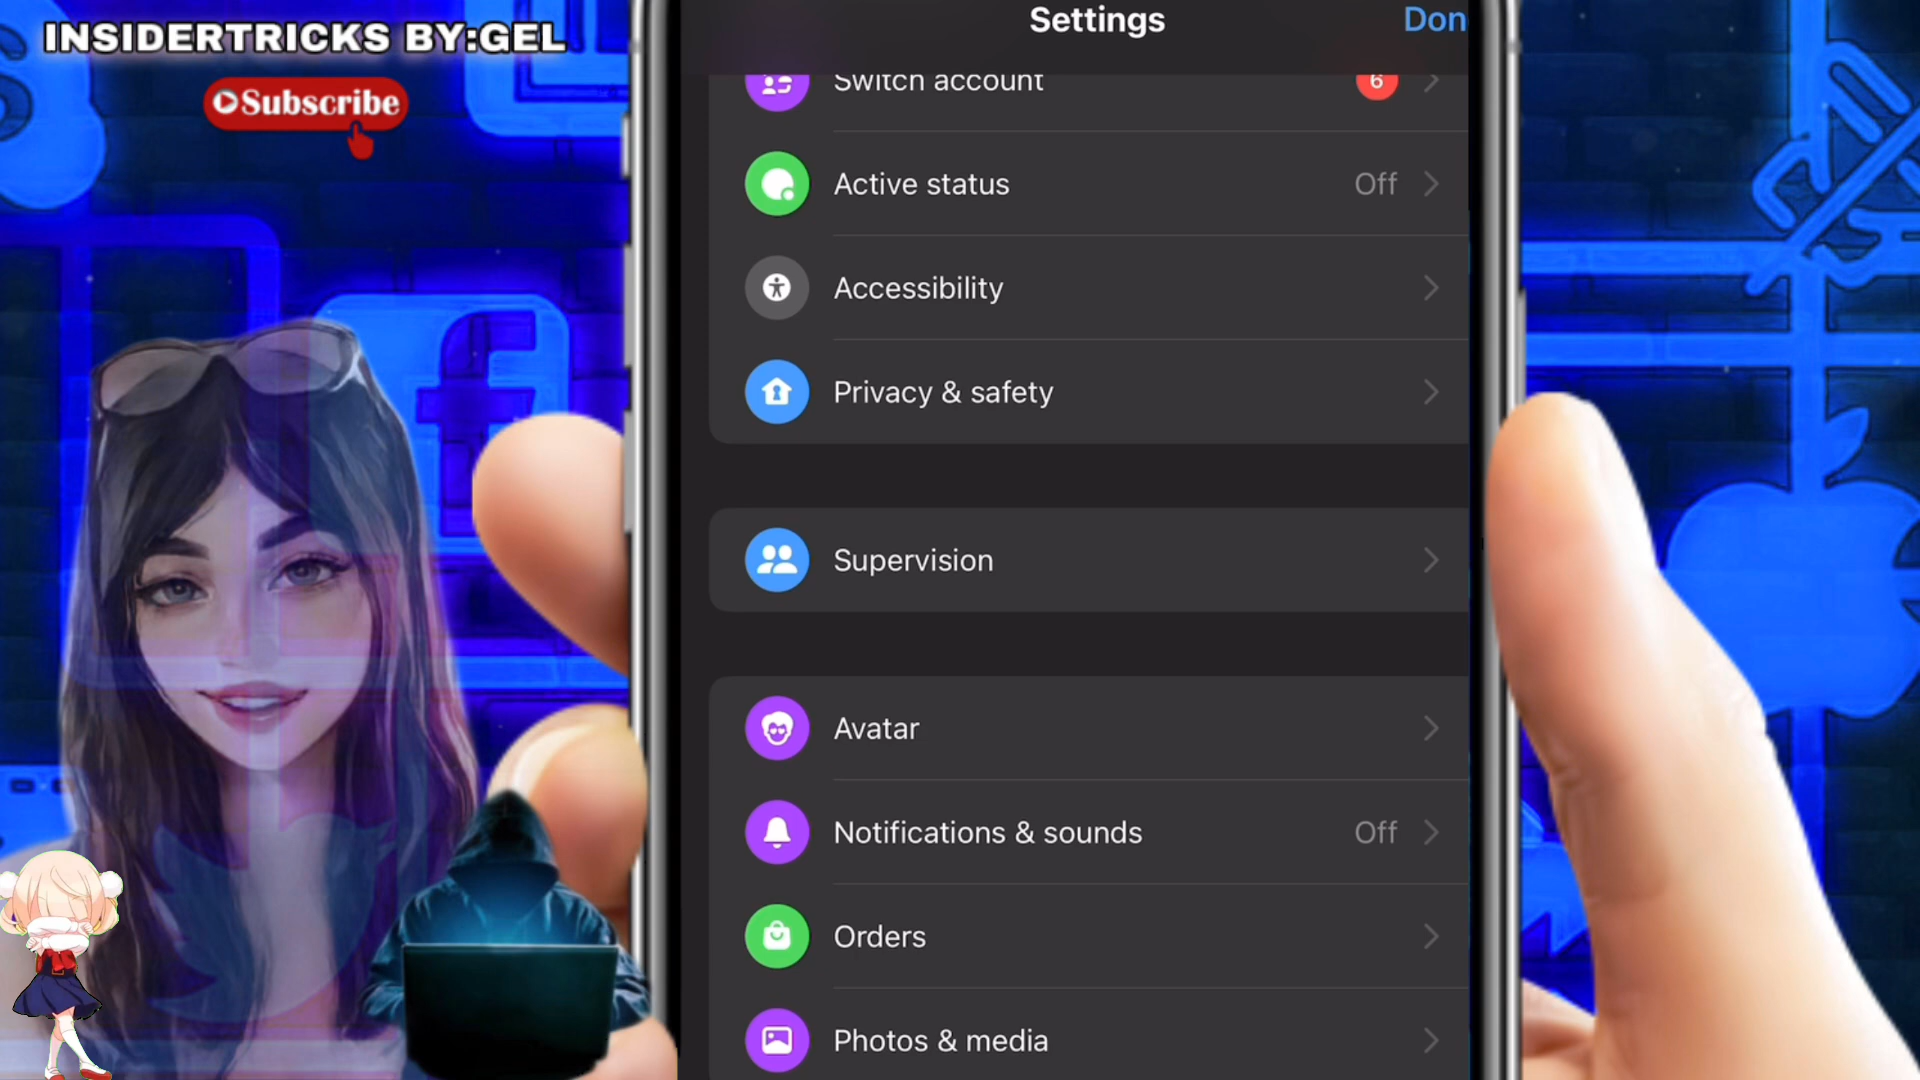 INSIDERTRICKS BY:GEL
Subscribe
Settings
Don
Switch account
6
Active status
Off
Accessibility
Privacy & safety
Supervision
Avatar
Notifications & sounds
Off
Orders
Photos & media